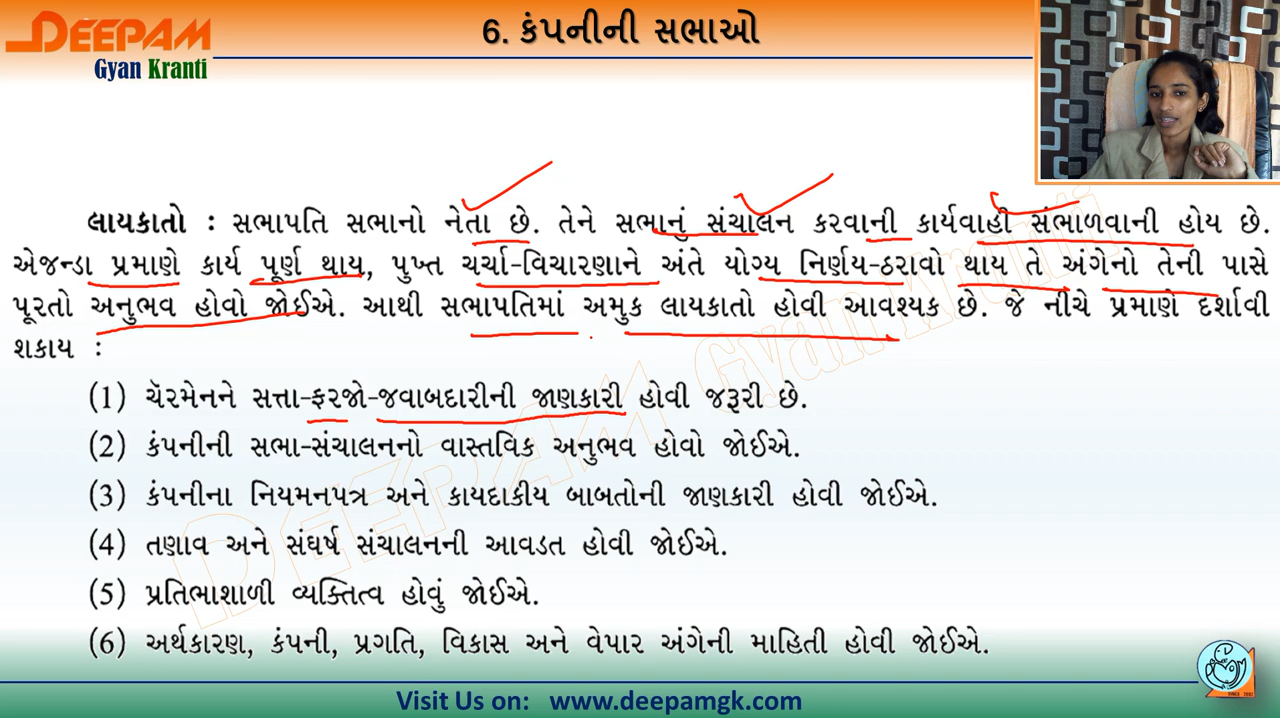 DEEPAM
Gyan Kranti
6. કંપનીની સભાઓ
લાયકાતો : સભાપતિ સભાનો નેતા છે. તેને સભાનું સંચાલન કરવાની કાર્યવાહી સંભાળવાની હોય છે.
એજન્ડા પ્રમાણે કાર્ય પૂર્ણ થાય, પુખ્ત ચર્ચા-વિચારણાને અંતે યોગ્ય નિર્ણય-ઠરાવો થાય તે અંગેનો તેની પાસે
પૂરતો અનુભવ હોવો જોઈએ. આથી સભાપતિમાં અમુક લાયકાતો હોવી આવશ્યક છે. જે નીચે પ્રમાણે દર્શાવી
શકાય :
(1) ચૅરમેનને સત્તા-ફરજો-જવાબદારીની જાણકારી હોવી જરૂરી છે.
(2) કંપનીની સભા-સંચાલનનો વાસ્તવિક અનુભવ હોવો જોઈએ.
(3) કંપનીના નિયમનપત્ર અને કાયદાકીય બાબતોની જાણકારી હોવી જોઈએ.
(4) તણાવ અને સંઘર્ષ સંચાલનની આવડત હોવી જોઈએ.
(5) પ્રતિભાશાળી વ્યક્તિત્વ હોવું જોઈએ.
(6) અર્થકારણ, કંપની, પ્રગતિ, વિકાસ અને વેપાર અંગેની માહિતી હોવી જોઈએ.
DEEPAM Gyan Kranti
Visit Us on: www.deepamgk.com